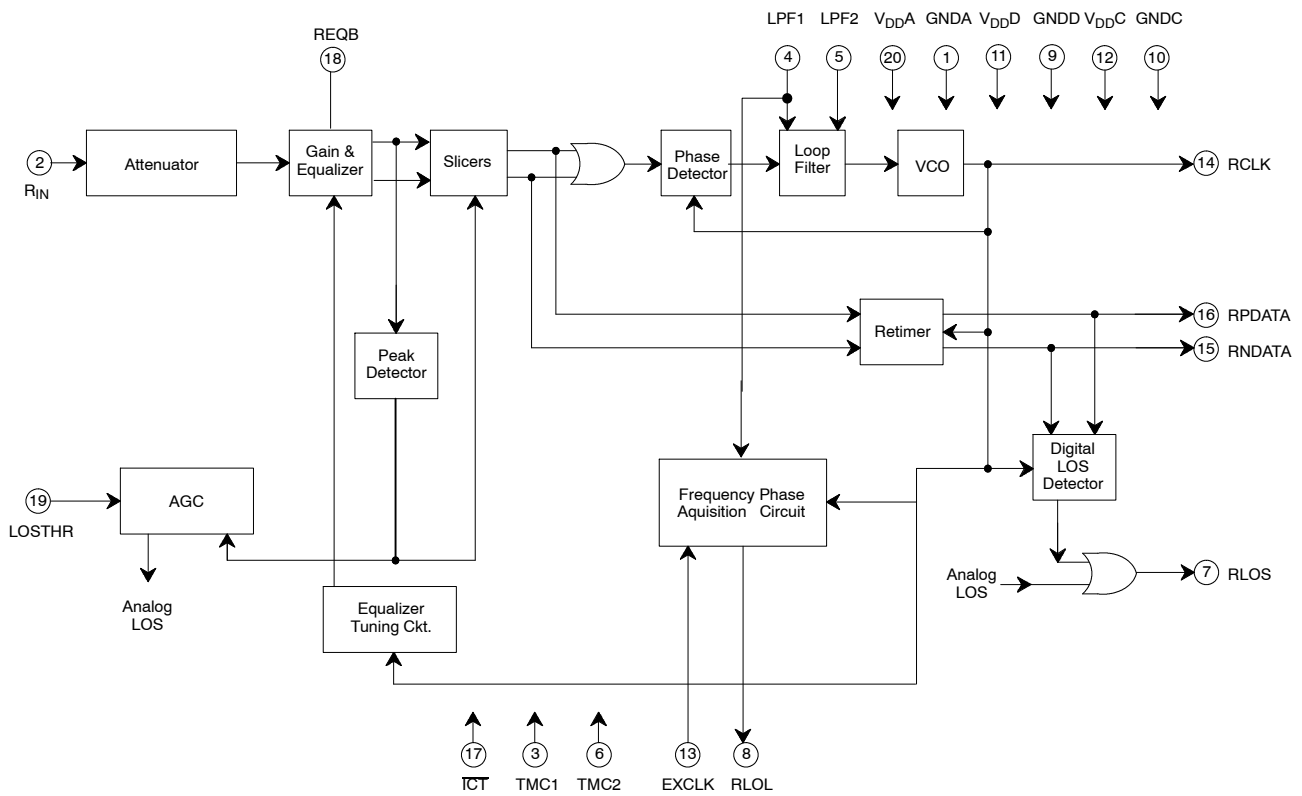 LPF1 LPF2 VDDA GNDA VDDD GNDD VDDC GNDC
REQB
18
4 5 20 1 11 9 12 10
2
RIN
Attenuator
Gain &
Equalizer
Slicers
Phase
Detector
Loop
Filter
VCO
14 RCLK
Retimer
16 RPDATA
15 RNDATA
Peak
Detector
19
LOSTHR
AGC
Frequency Phase
Aquisition Circuit
Digital
LOS
Detector
Analog
LOS
Equalizer
Tuning Ckt.
Analog
LOS
7 RLOS
17 3 6 13 8
ICT TMC1 TMC2 EXCLK RLOL